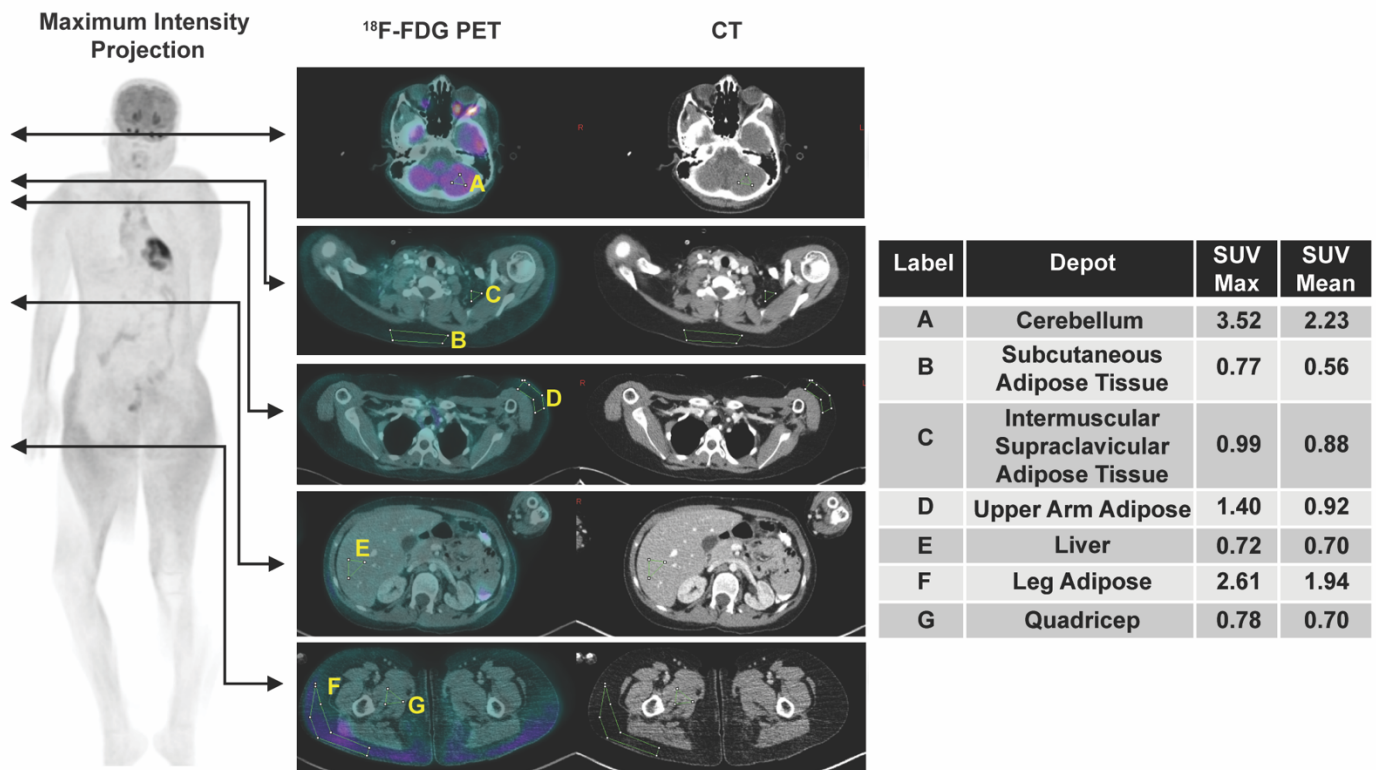 Maximum Intensity
Projection
¹⁸F-FDG PET
CT
R
L
A
C
B
R
L
D
R
E
F
G
Label Depot SUV Max SUV Mean
A Cerebellum 3.52 2.23
B Subcutaneous Adipose Tissue 0.77 0.56
C Intermuscular Supraclavicular Adipose Tissue 0.99 0.88
D Upper Arm Adipose 1.40 0.92
E Liver 0.72 0.70
F Leg Adipose 2.61 1.94
G Quadricep 0.78 0.70